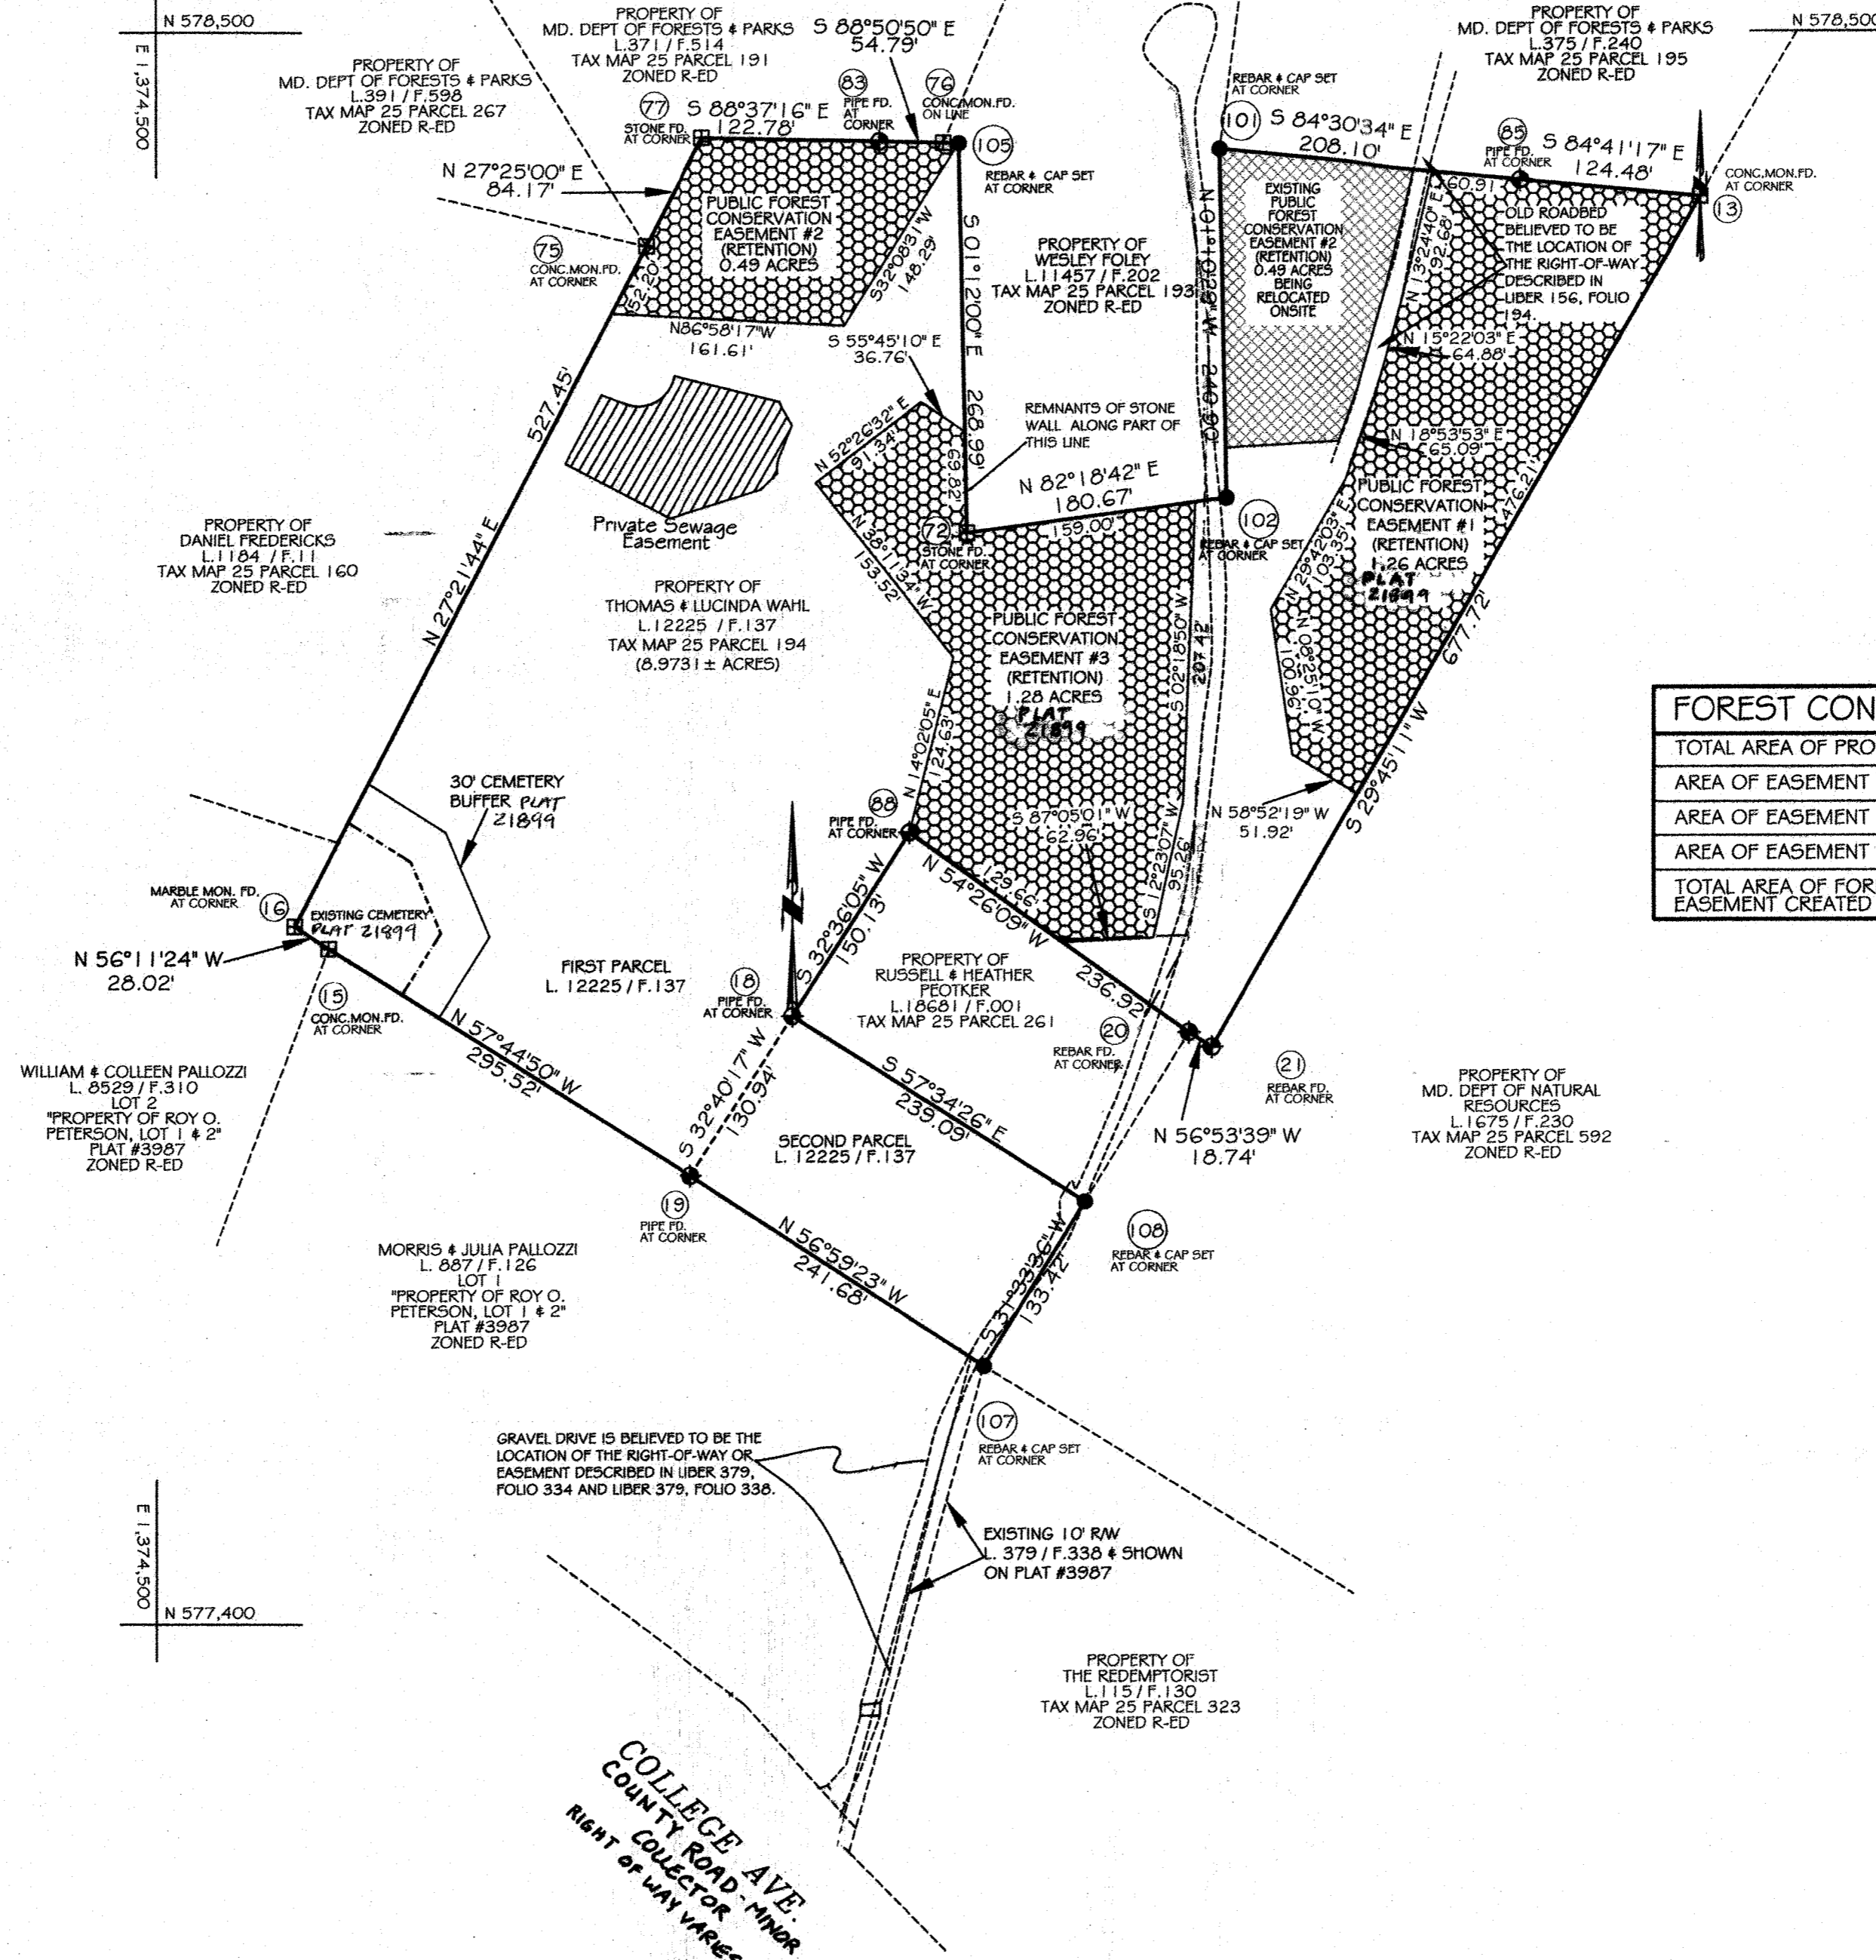 N 578,500
E 1,374,500
PROPERTY OF
MD. DEPT OF FORESTS & PARKS
L.391 / F.598
TAX MAP 25 PARCEL 267
ZONED R-ED
PROPERTY OF
MD. DEPT OF FORESTS & PARKS
L.371 / F.514
TAX MAP 25 PARCEL 191
ZONED R-ED
S 88°50'50" E
54.79'
PROPERTY OF
MD. DEPT OF FORESTS & PARKS
L.375 / F.240
TAX MAP 25 PARCEL 195
ZONED R-ED
N 578,500
77
STONE FD.
AT CORNER
S 88°37'16" E
122.78'
83
PIPE FD.
AT
CORNER
76
CONC.MON.FD.
ON LINE
105
REBAR & CAP SET
AT CORNER
REBAR & CAP SET
AT CORNER
101
S 84°30'34" E
208.10'
85
PIPE FD.
AT CORNER
S 84°41'17" E
124.48'
CONC.MON.FD.
AT CORNER
13
N 27°25'00" E
84.17'
75
CONC.MON.FD.
AT CORNER
52.20'
PUBLIC FOREST
CONSERVATION
EASEMENT #2
(RETENTION)
0.49 ACRES
S32°08'31"W
148.29'
N86°58'17"W
161.61'
S 01°12'00" E
268.99'
PROPERTY OF
WESLEY FOLEY
L.11457 / F.202
TAX MAP 25 PARCEL 193
ZONED R-ED
N 01°10'29" W
240.90'
EXISTING
PUBLIC
FOREST
CONSERVATION
EASEMENT #2
(RETENTION)
0.49 ACRES
BEING
RELOCATED
ONSITE
60.91
N 13°24'40" E
92.68'
OLD ROADBED
BELIEVED TO BE
THE LOCATION OF
THE RIGHT-OF-WAY
DESCRIBED IN
LIBER 156, FOLIO
194.
N 15°22'03" E
64.88'
N 18°53'53" E
65.09'
476.21'
S 55°45'10" E
36.76'
N 52°26'32" E
91.34'
69.82'
REMNANTS OF STONE
WALL ALONG PART OF
THIS LINE
N 82°18'42" E
180.67'
159.00'
72
STONE FD.
AT CORNER
102
REBAR & CAP SET
AT CORNER
527.45'
N 27°21'44" E
Private Sewage
Easement
N 38°11'34" W
153.52'
PUBLIC FOREST
CONSERVATION
EASEMENT #1
(RETENTION)
1.26 ACRES
PLAT
21899
N 29°42'03" E
103.35'
N 08°25'10" W
100.96'
677.72'
S 29°45'11" W
PROPERTY OF
DANIEL FREDERICKS
L.1184 / F.11
TAX MAP 25 PARCEL 160
ZONED R-ED
PROPERTY OF
THOMAS & LUCINDA WAHL
L.12225 / F.137
TAX MAP 25 PARCEL 194
(8.9731 ± ACRES)
PUBLIC FOREST
CONSERVATION
EASEMENT #3
(RETENTION)
1.28 ACRES
PLAT
21899
S 02°18'50" W
207.42'
N 14°02'05" E
124.63'
FOREST CON
TOTAL AREA OF PRO
AREA OF EASEMENT
AREA OF EASEMENT
AREA OF EASEMENT
TOTAL AREA OF FOR
EASEMENT CREATED
30' CEMETERY
BUFFER PLAT
21899
88
PIPE FD.
AT CORNER
S 87°05'01" W
62.96'
S 12°23'07" W
95.26'
N 58°52'19" W
51.92'
129.66'
N 54°26'09" W
236.92'
MARBLE MON. FD.
AT CORNER
16
EXISTING CEMETERY
PLAT 21899
N 56°11'24" W
28.02'
15
CONC.MON.FD.
AT CORNER
FIRST PARCEL
L. 12225 / F.137
S 32°36'05" W
150.13'
18
PIPE FD.
AT CORNER
PROPERTY OF
RUSSELL & HEATHER
PEOTKER
L.18681 / F.001
TAX MAP 25 PARCEL 261
20
REBAR FD.
AT CORNER
21
REBAR FD.
AT CORNER
N 56°53'39" W
18.74'
PROPERTY OF
MD. DEPT OF NATURAL
RESOURCES
L.1675 / F.230
TAX MAP 25 PARCEL 592
ZONED R-ED
WILLIAM & COLLEEN PALLOZZI
L. 8529 / F.310
LOT 2
"PROPERTY OF ROY O.
PETERSON, LOT 1 & 2"
PLAT #3987
ZONED R-ED
N 57°44'50" W
295.52'
S 32°40'17" W
130.94'
S 57°34'26" E
239.09'
SECOND PARCEL
L. 12225 / F.137
19
PIPE FD.
AT CORNER
N 56°59'23" W
241.68'
108
REBAR & CAP SET
AT CORNER
S 31°33'36" W
133.42'
MORRIS & JULIA PALLOZZI
L. 887 / F.126
LOT 1
"PROPERTY OF ROY O.
PETERSON, LOT 1 & 2"
PLAT #3987
ZONED R-ED
107
REBAR & CAP SET
AT CORNER
GRAVEL DRIVE IS BELIEVED TO BE THE
LOCATION OF THE RIGHT-OF-WAY OR
EASEMENT DESCRIBED IN LIBER 379,
FOLIO 334 AND LIBER 379, FOLIO 338.
EXISTING 10' R/W
L. 379 / F.338 & SHOWN
ON PLAT #3987
E 1,374,500
N 577,400
PROPERTY OF
THE REDEMPTORIST
L.115 / F.130
TAX MAP 25 PARCEL 323
ZONED R-ED
COLLEGE AVE.
COUNTY ROAD - MINOR
COLLECTOR
RIGHT OF WAY VARIES